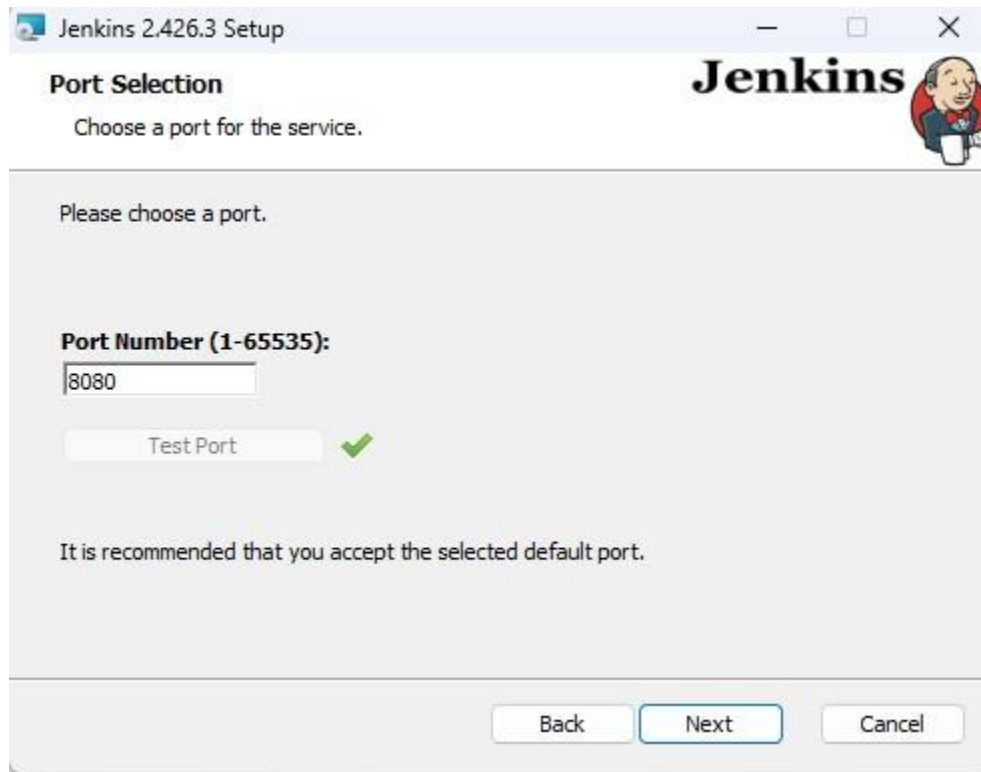 Jenkins 2.426.3 Setup
Port Selection
Jenkins
Choose a port for the service.
Please choose a port.
Port Number (1-65535):
8080
Test Port
It is recommended that you accept the selected default port.
Back
Next
Cancel